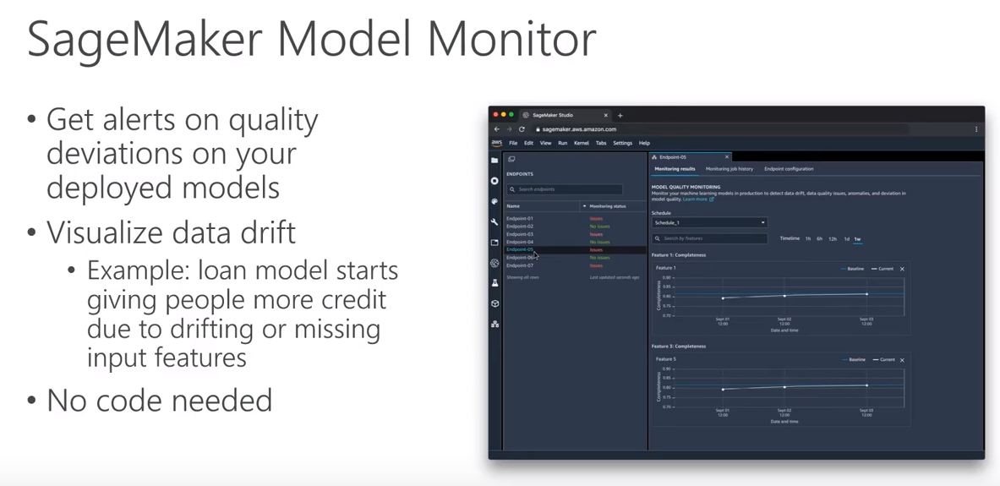 SageMaker Model Monitor
• Get alerts on quality
deviations on your
deployed models
• Visualize data drift
• Example: loan model starts
giving people more credit
due to drifting or missing
input features
• No code needed
SageMaker Studio
sagemaker.aws.amazon.com
aws File Edit View Run Kernel Tabs Settings Help
ENDPOINTS
Search endpoints
Name Monitoring status
Endpoint-01 Issues
Endpoint-02 No issues
Endpoint-03 Issues
Endpoint-04 No issues
Endpoint-05 Issues
Endpoint-06 No issues
Endpoint-07 Issues
Showing all rows Last updated seconds ago
Endpoint-05
Monitoring results Monitoring job history Endpoint configuration
MODEL QUALITY MONITORING
Monitor your machine learning models in production to detect data drift, data quality issues, anomalies, and deviation in
model quality. Learn more
Schedule
Schedule_1
Search by features
Timeline 1h 6h 12h 1d 1w
Feature 1: Completeness
Feature 1
Baseline Current
Completeness
0.90
0.85
0.80
0.75
0.70
Sept 01 Sept 02 Sept 03
12:00 12:00 12:00
Date and time
Feature 3: Completeness
Feature 5
Baseline Current
Completeness
0.90
0.85
0.80
0.75
0.70
Sept 01 Sept 02 Sept 03
12:00 12:00 12:00
Date and time